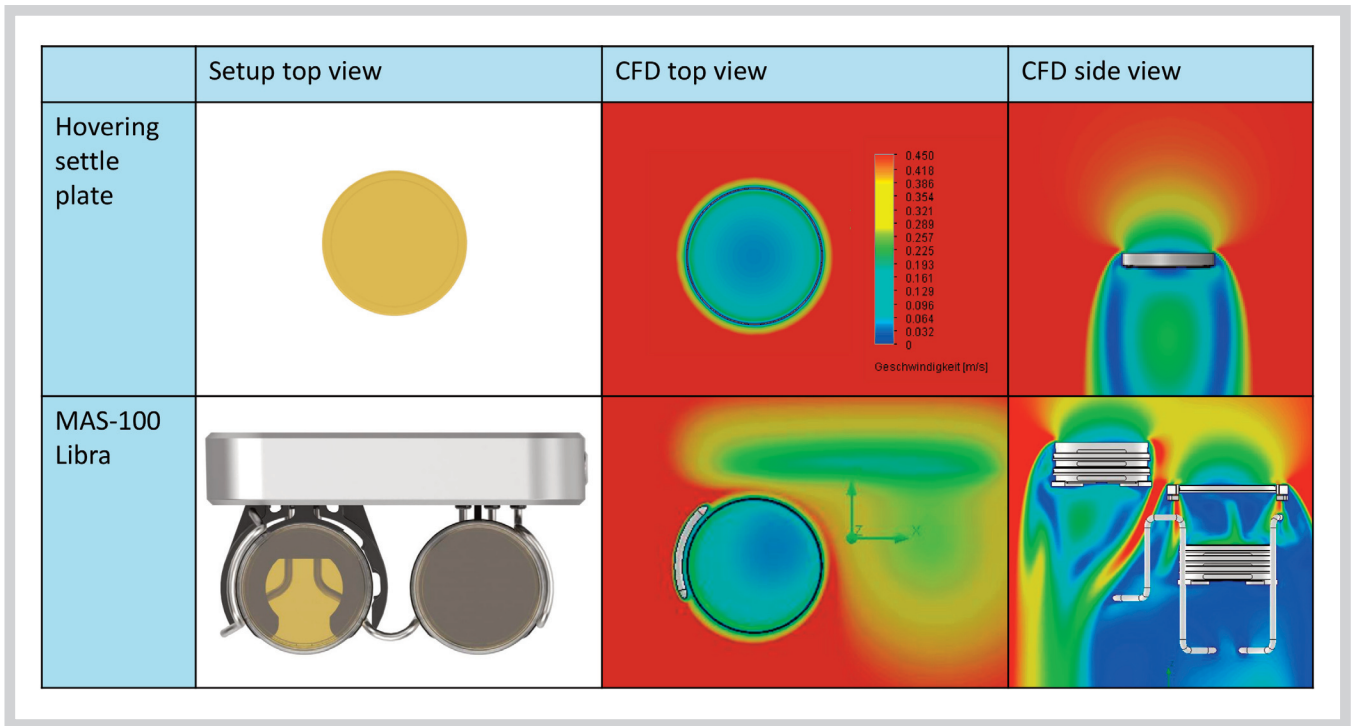 Setup top view
CFD top view
CFD side view
Hovering
settle
plate
0.450
0.418
0.386
0.354
0.321
0.289
0.257
0.225
0.193
0.161
0.129
0.096
0.064
0.032
0
Geschwindigkeit [m/s]
MAS-100
Libra
Z
X